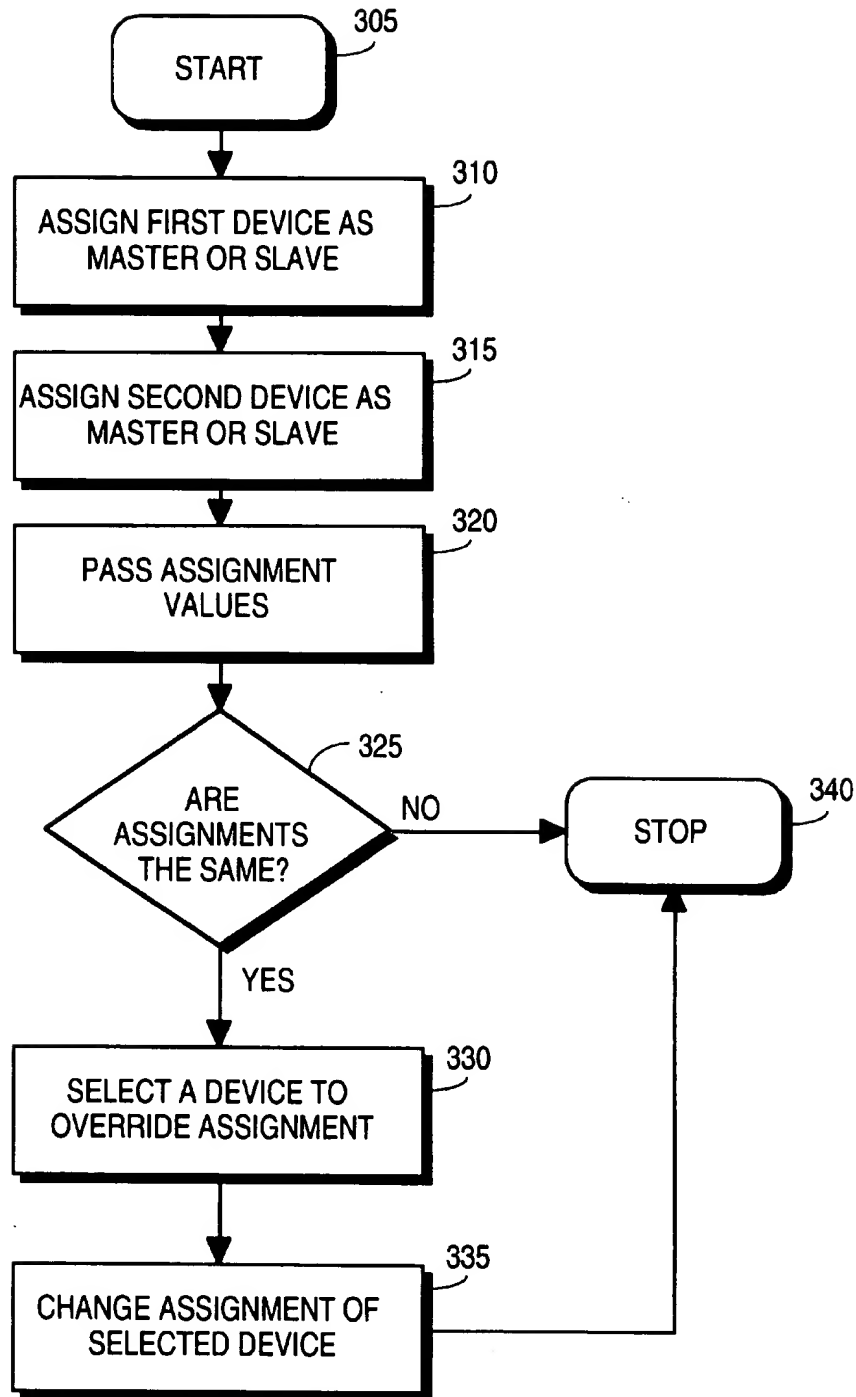 START
305
310
ASSIGN FIRST DEVICE AS
MASTER OR SLAVE
315
ASSIGN SECOND DEVICE AS
MASTER OR SLAVE
320
PASS ASSIGNMENT
VALUES
325
ARE
ASSIGNMENTS
THE SAME?
NO
STOP
340
YES
330
SELECT A DEVICE TO
OVERRIDE ASSIGNMENT
335
CHANGE ASSIGNMENT OF
SELECTED DEVICE